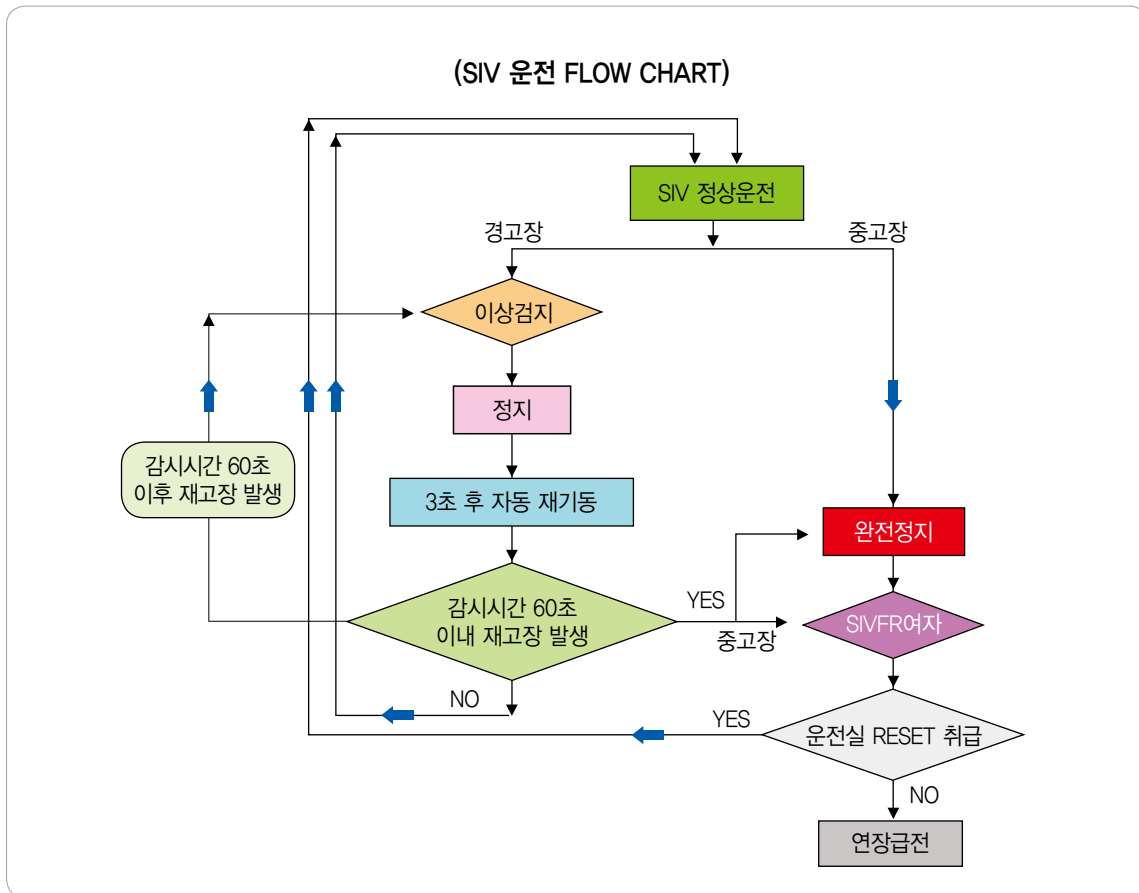 (SIV 운전 FLOW CHART)
SIV 정상운전
경고장
중고장
이상검지
정지
감시시간 60초
이후 재고장 발생
3초 후 자동 재기동
완전정지
감시시간 60초
이내 재고장 발생
YES
중고장
SIVFR여자
NO
YES
운전실 RESET 취급
NO
연장급전